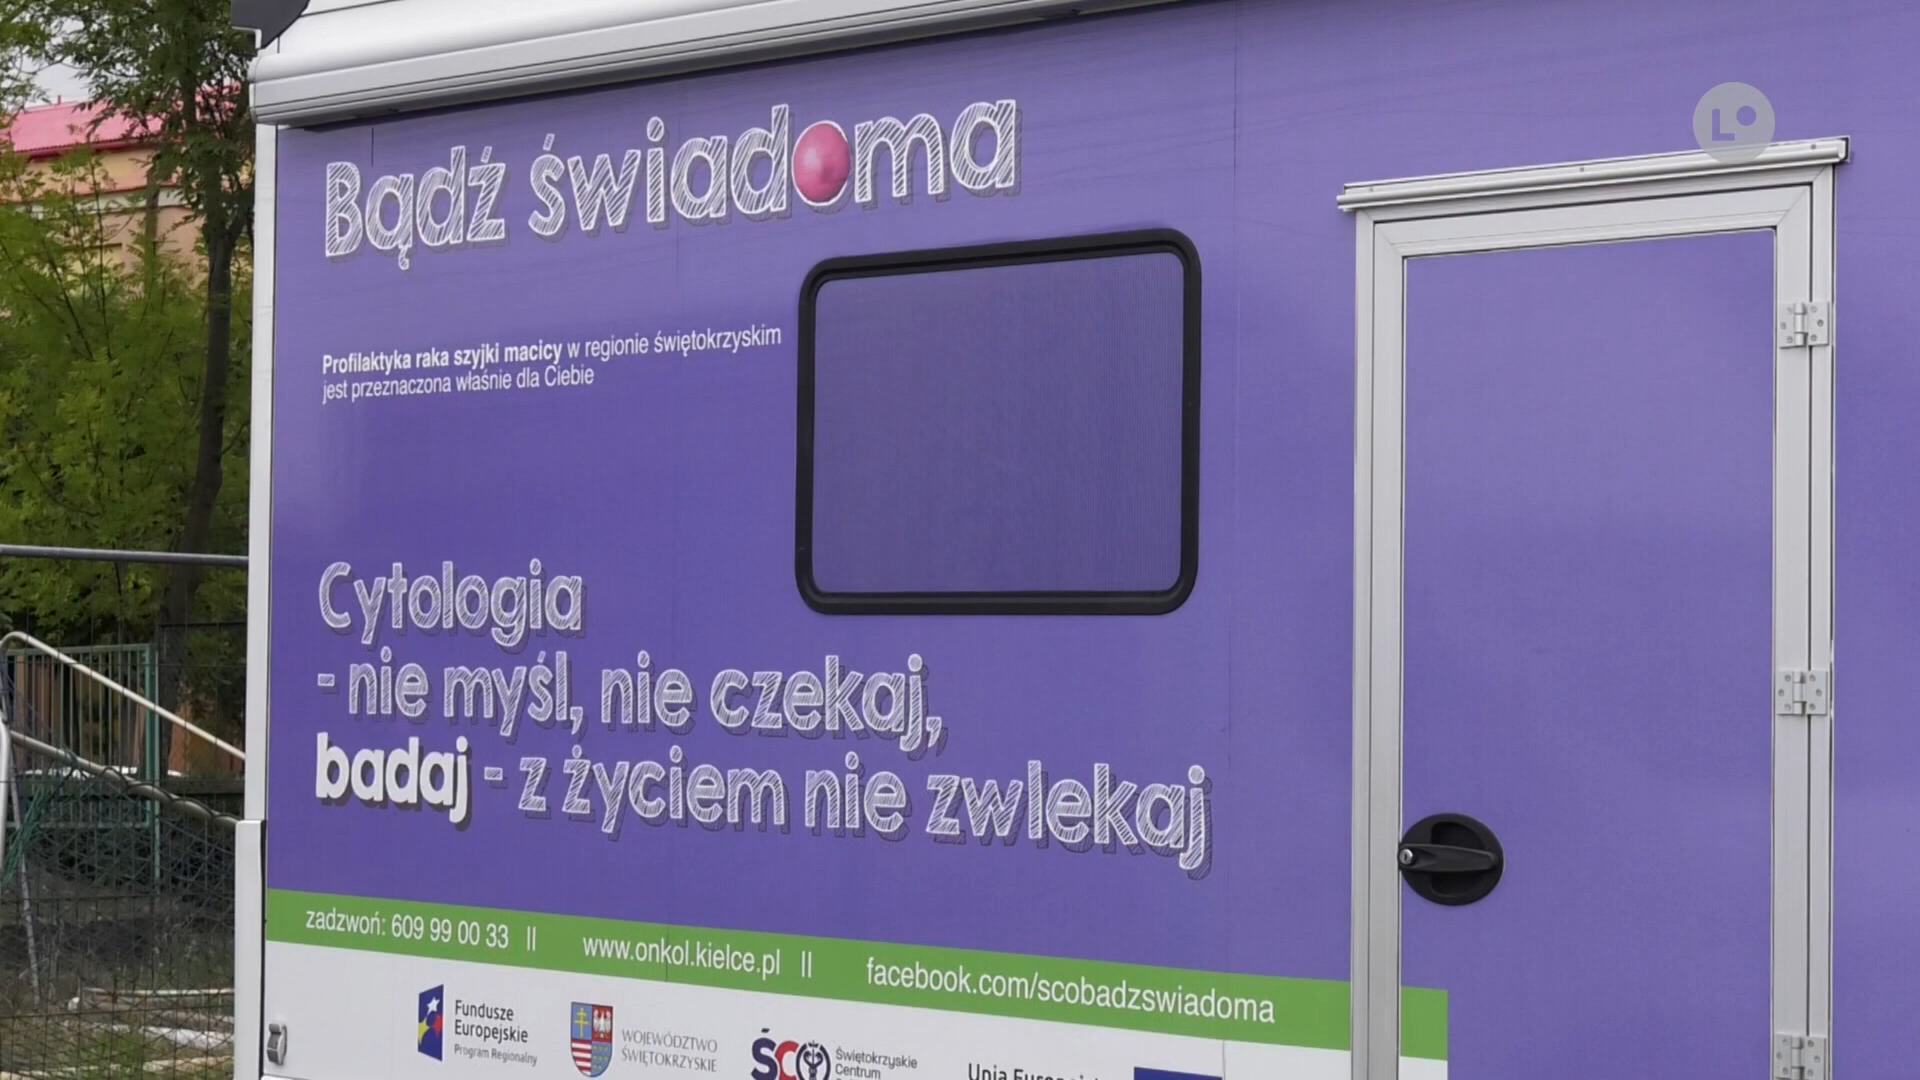 Bądź świadoma
Profilaktyka raka szyjki macicy w regionie świętokrzyskim
jest przeznaczona właśnie dla Ciebie
Cytologia
- nie myśl, nie czekaj,
badaj - z życiem nie zwlekaj
zadzwoń: 609 99 00 33 || www.onkol.kielce.pl || facebook.com/scobadzswiadoma
Fundusze
Europejskie
Program Regionalny
WOJEWÓDZTWO
ŚWIĘTOKRZYSKIE
ŚCO
Świętokrzyskie
Centrum
Unia
LO